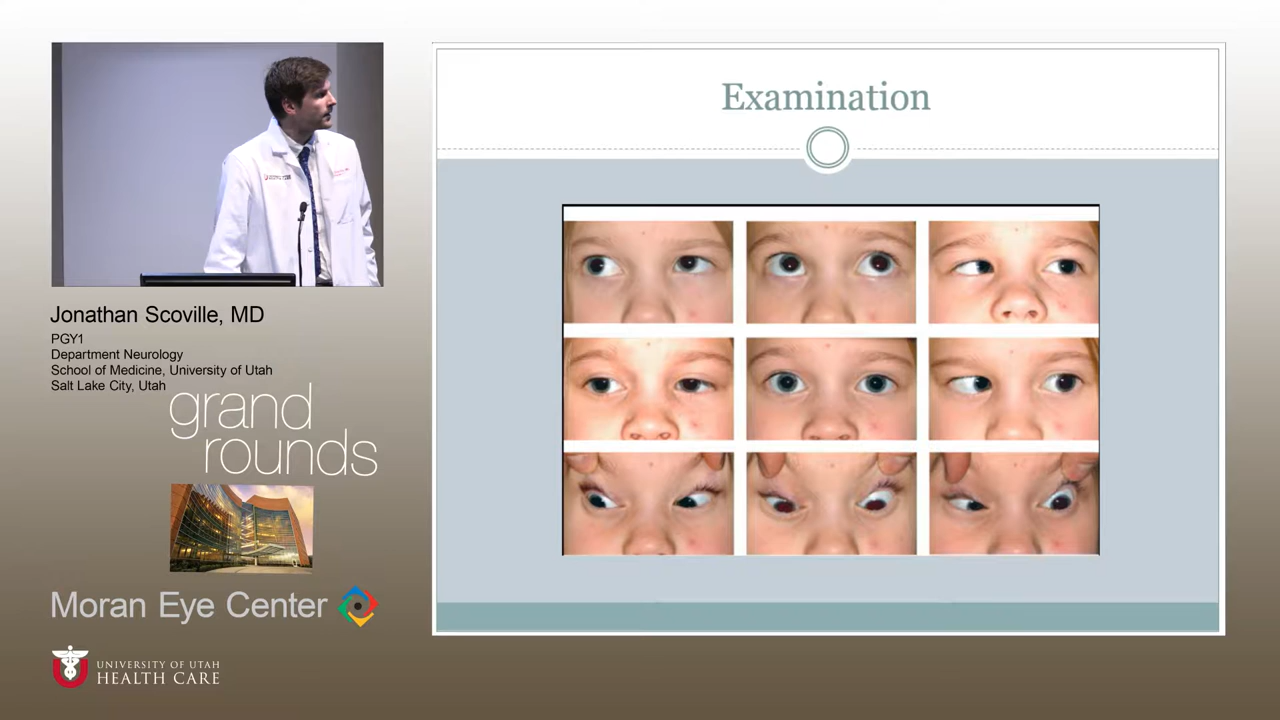 Examination
Jonathan Scoville, MD
PGY1
Department Neurology
School of Medicine, University of Utah
Salt Lake City, Utah
grand
rounds
Moran Eye Center
UNIVERSITY OF UTAH
HEALTH CARE